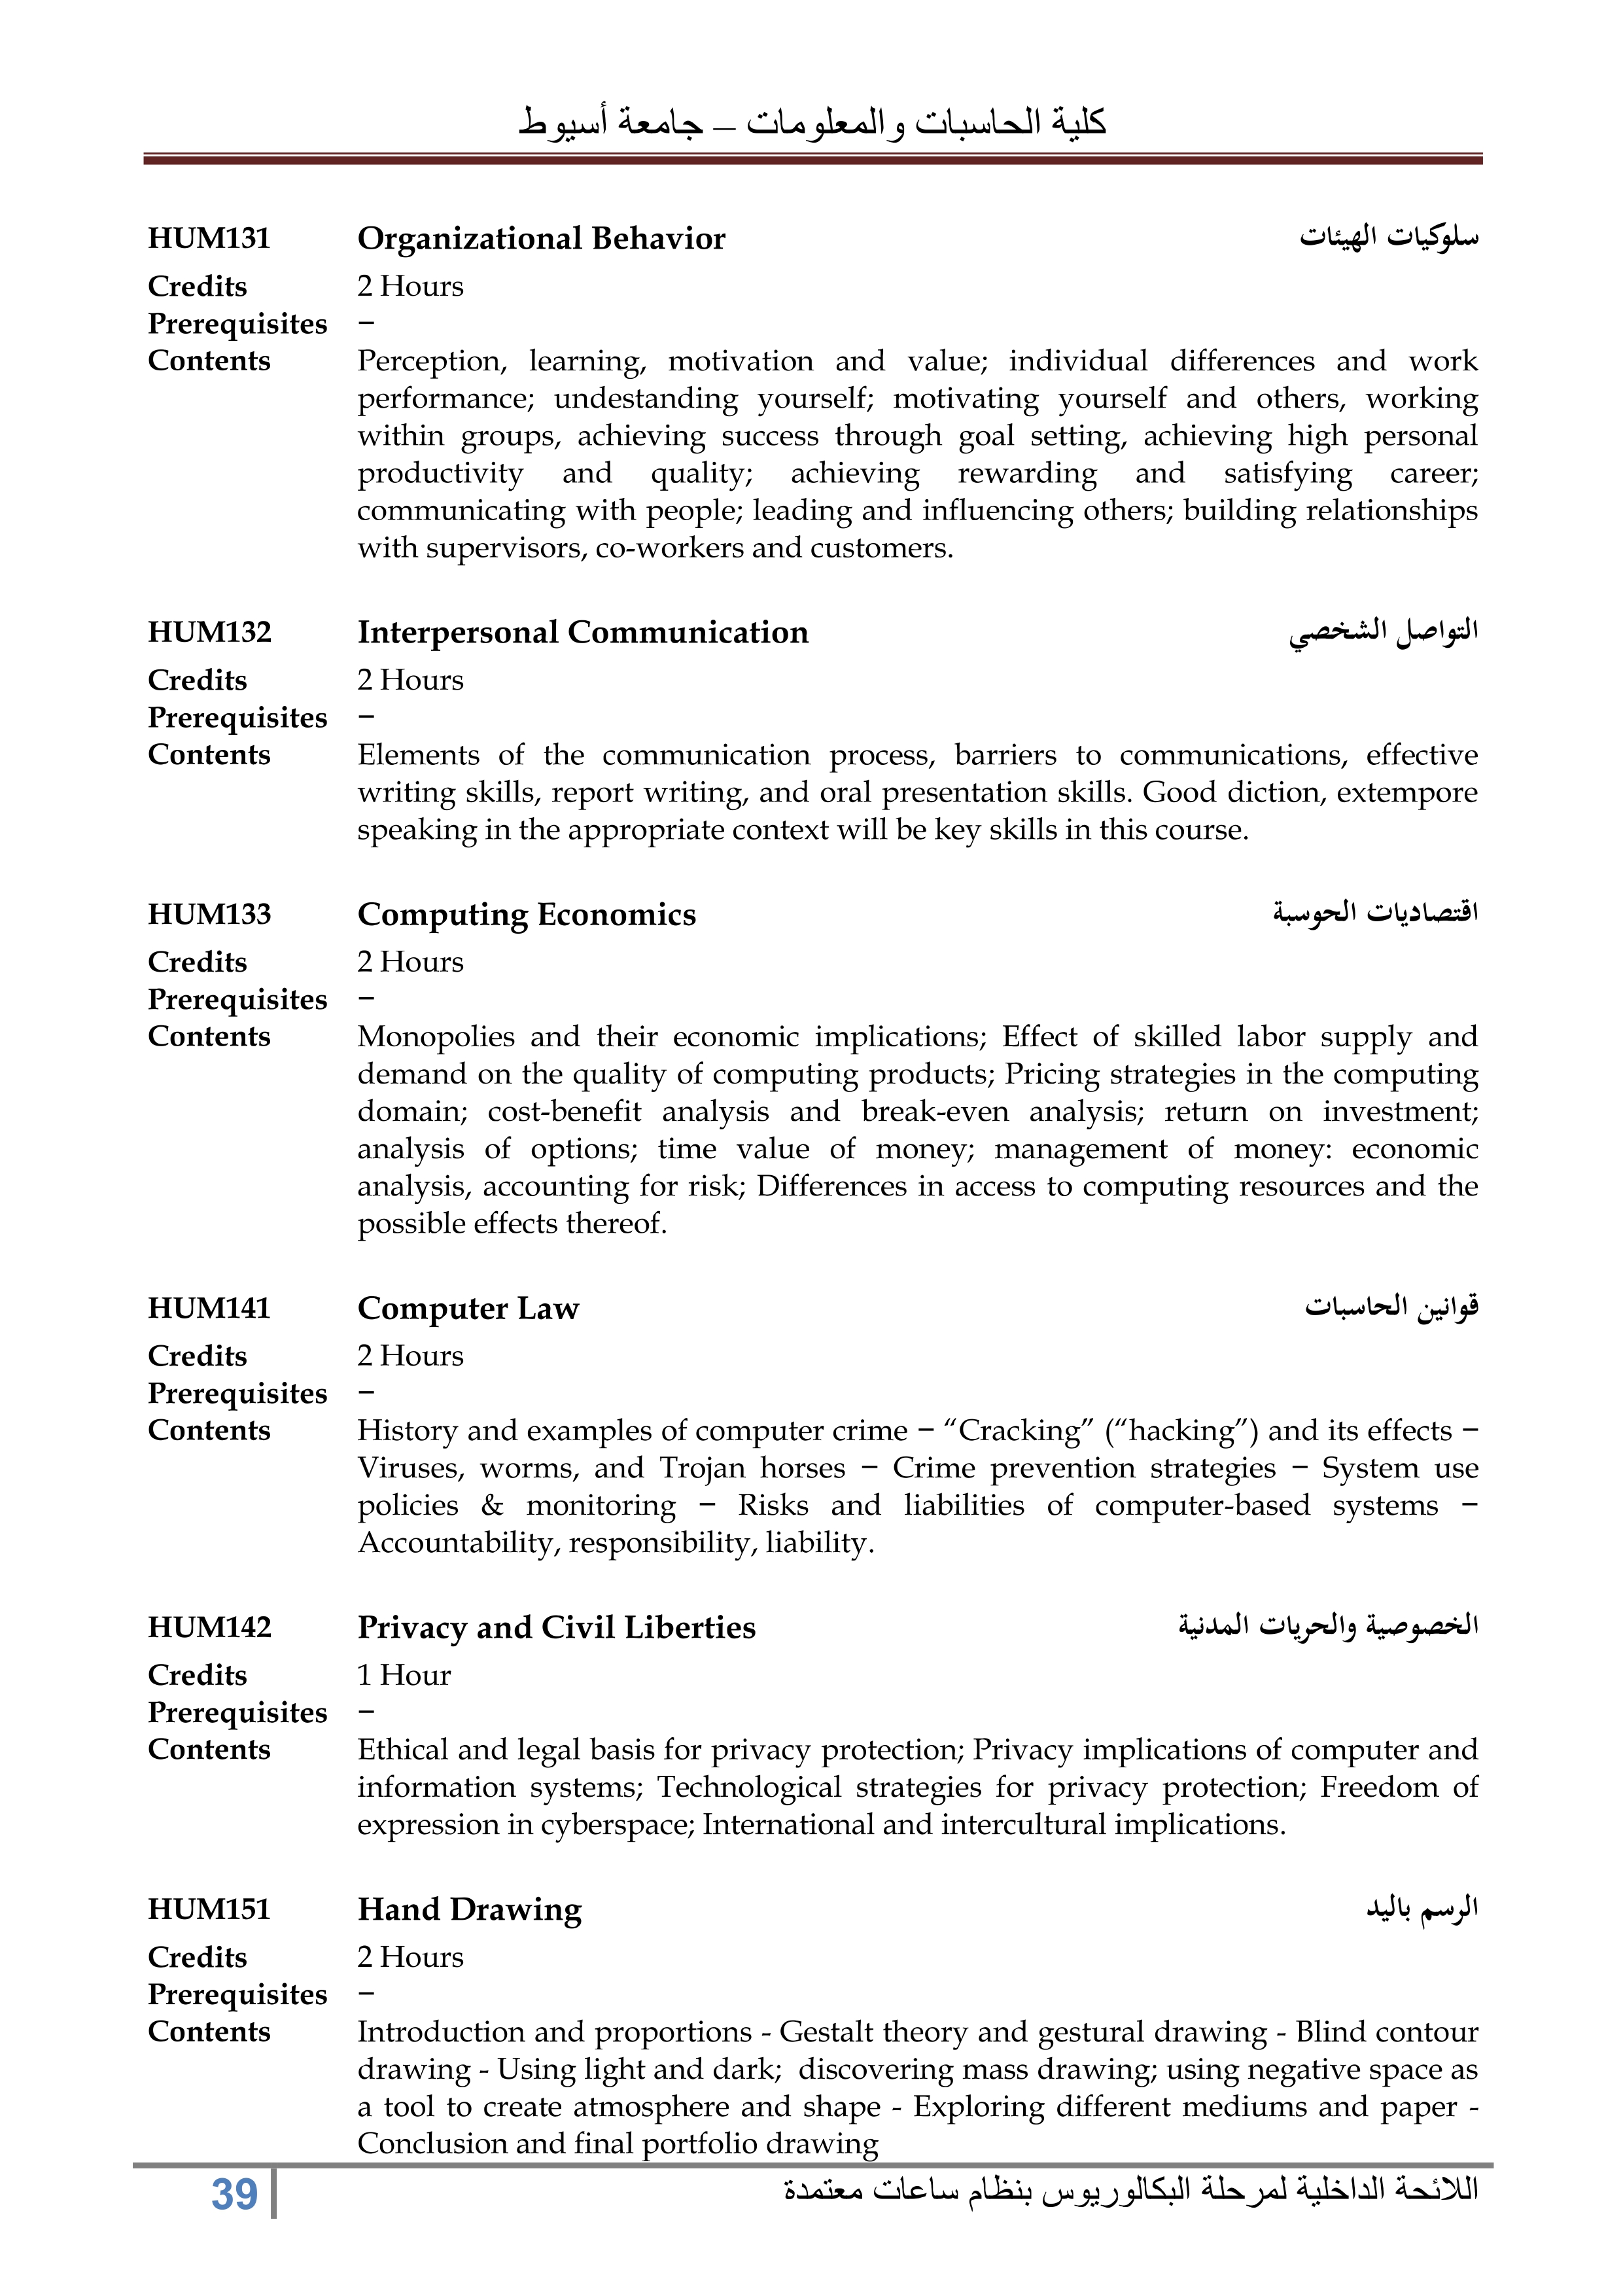 كلية الحاسبات والمعلومات – جامعة أسيوط
HUM131 Organizational Behavior سلوكيات الهيئات
Credits 2 Hours
Prerequisites –
Contents Perception, learning, motivation and value; individual differences and work
performance; undestanding yourself; motivating yourself and others, working
within groups, achieving success through goal setting, achieving high personal
productivity and quality; achieving rewarding and satisfying career;
communicating with people; leading and influencing others; building relationships
with supervisors, co-workers and customers.
HUM132 Interpersonal Communication التواصل الشخصي
Credits 2 Hours
Prerequisites –
Contents Elements of the communication process, barriers to communications, effective
writing skills, report writing, and oral presentation skills. Good diction, extempore
speaking in the appropriate context will be key skills in this course.
HUM133 Computing Economics اقتصاديات الحوسبة
Credits 2 Hours
Prerequisites –
Contents Monopolies and their economic implications; Effect of skilled labor supply and
demand on the quality of computing products; Pricing strategies in the computing
domain; cost-benefit analysis and break-even analysis; return on investment;
analysis of options; time value of money; management of money: economic
analysis, accounting for risk; Differences in access to computing resources and the
possible effects thereof.
HUM141 Computer Law قوانين الحاسبات
Credits 2 Hours
Prerequisites –
Contents History and examples of computer crime – “Cracking” (“hacking”) and its effects –
Viruses, worms, and Trojan horses – Crime prevention strategies – System use
policies & monitoring – Risks and liabilities of computer-based systems –
Accountability, responsibility, liability.
HUM142 Privacy and Civil Liberties الخصوصية والحريات المدنية
Credits 1 Hour
Prerequisites –
Contents Ethical and legal basis for privacy protection; Privacy implications of computer and
information systems; Technological strategies for privacy protection; Freedom of
expression in cyberspace; International and intercultural implications.
HUM151 Hand Drawing الرسم باليد
Credits 2 Hours
Prerequisites –
Contents Introduction and proportions - Gestalt theory and gestural drawing - Blind contour
drawing - Using light and dark; discovering mass drawing; using negative space as
a tool to create atmosphere and shape - Exploring different mediums and paper -
Conclusion and final portfolio drawing
39 اللائحة الداخلية لمرحلة البكالوريوس بنظام ساعات معتمدة